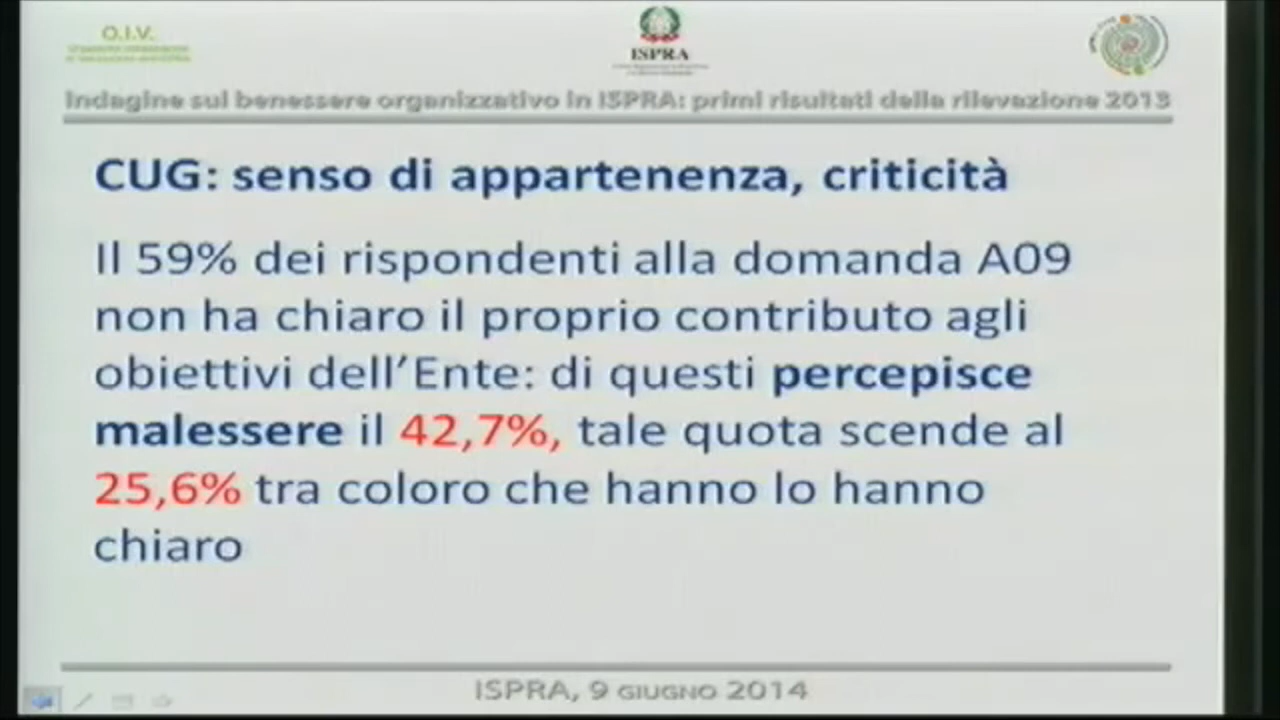 O.I.V.
ISPRA
Indagine sul benessere organizzativo in ISPRA: primi risultati della rilevazione 2013
CUG: senso di appartenenza, criticità
Il 59% dei rispondenti alla domanda A09
non ha chiaro il proprio contributo agli
obiettivi dell’Ente: di questi percepisce
malessere il 42,7%, tale quota scende al
25,6% tra coloro che hanno lo hanno
chiaro
ISPRA, 9 GIUGNO 2014